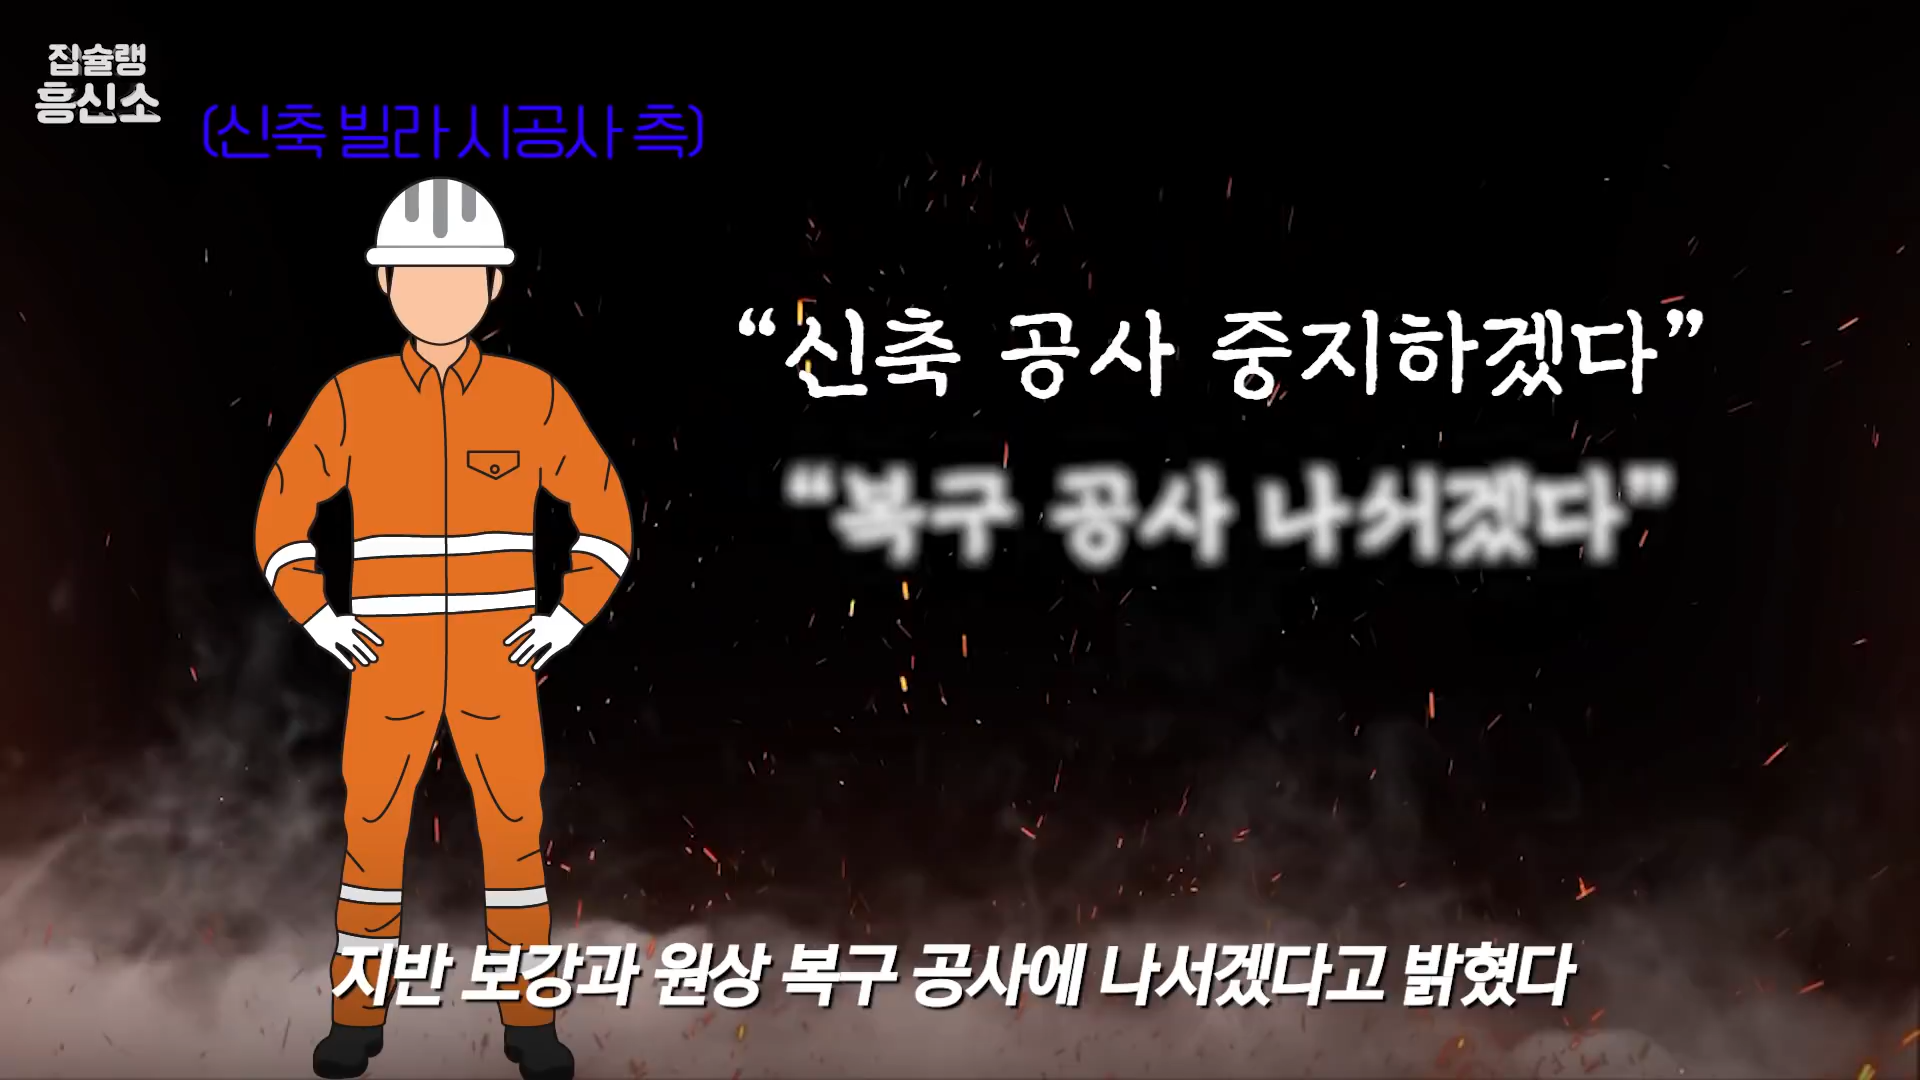 집슐랭
흥신소
(신축 빌라 시공사 측)
“신축 공사 중지하겠다”
“복구 공사 나서겠다”
지반 보강과 원상 복구 공사에 나서겠다고 밝혔다